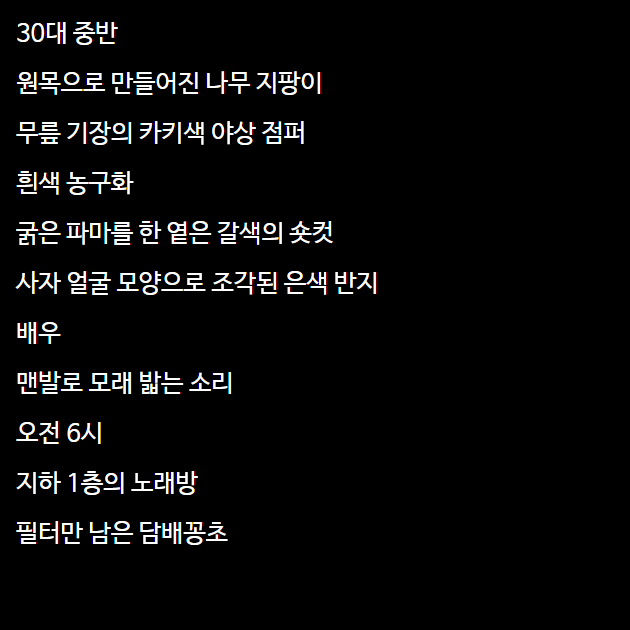 30대 중반
원목으로 만들어진 나무 지팡이
무릎 기장의 카키색 야상 점퍼
흰색 농구화
굵은 파마를 한 옅은 갈색의 숏컷
사자 얼굴 모양으로 조각된 은색 반지
배우
맨발로 모래 밟는 소리
오전 6시
지하 1층의 노래방
필터만 남은 담배꽁초